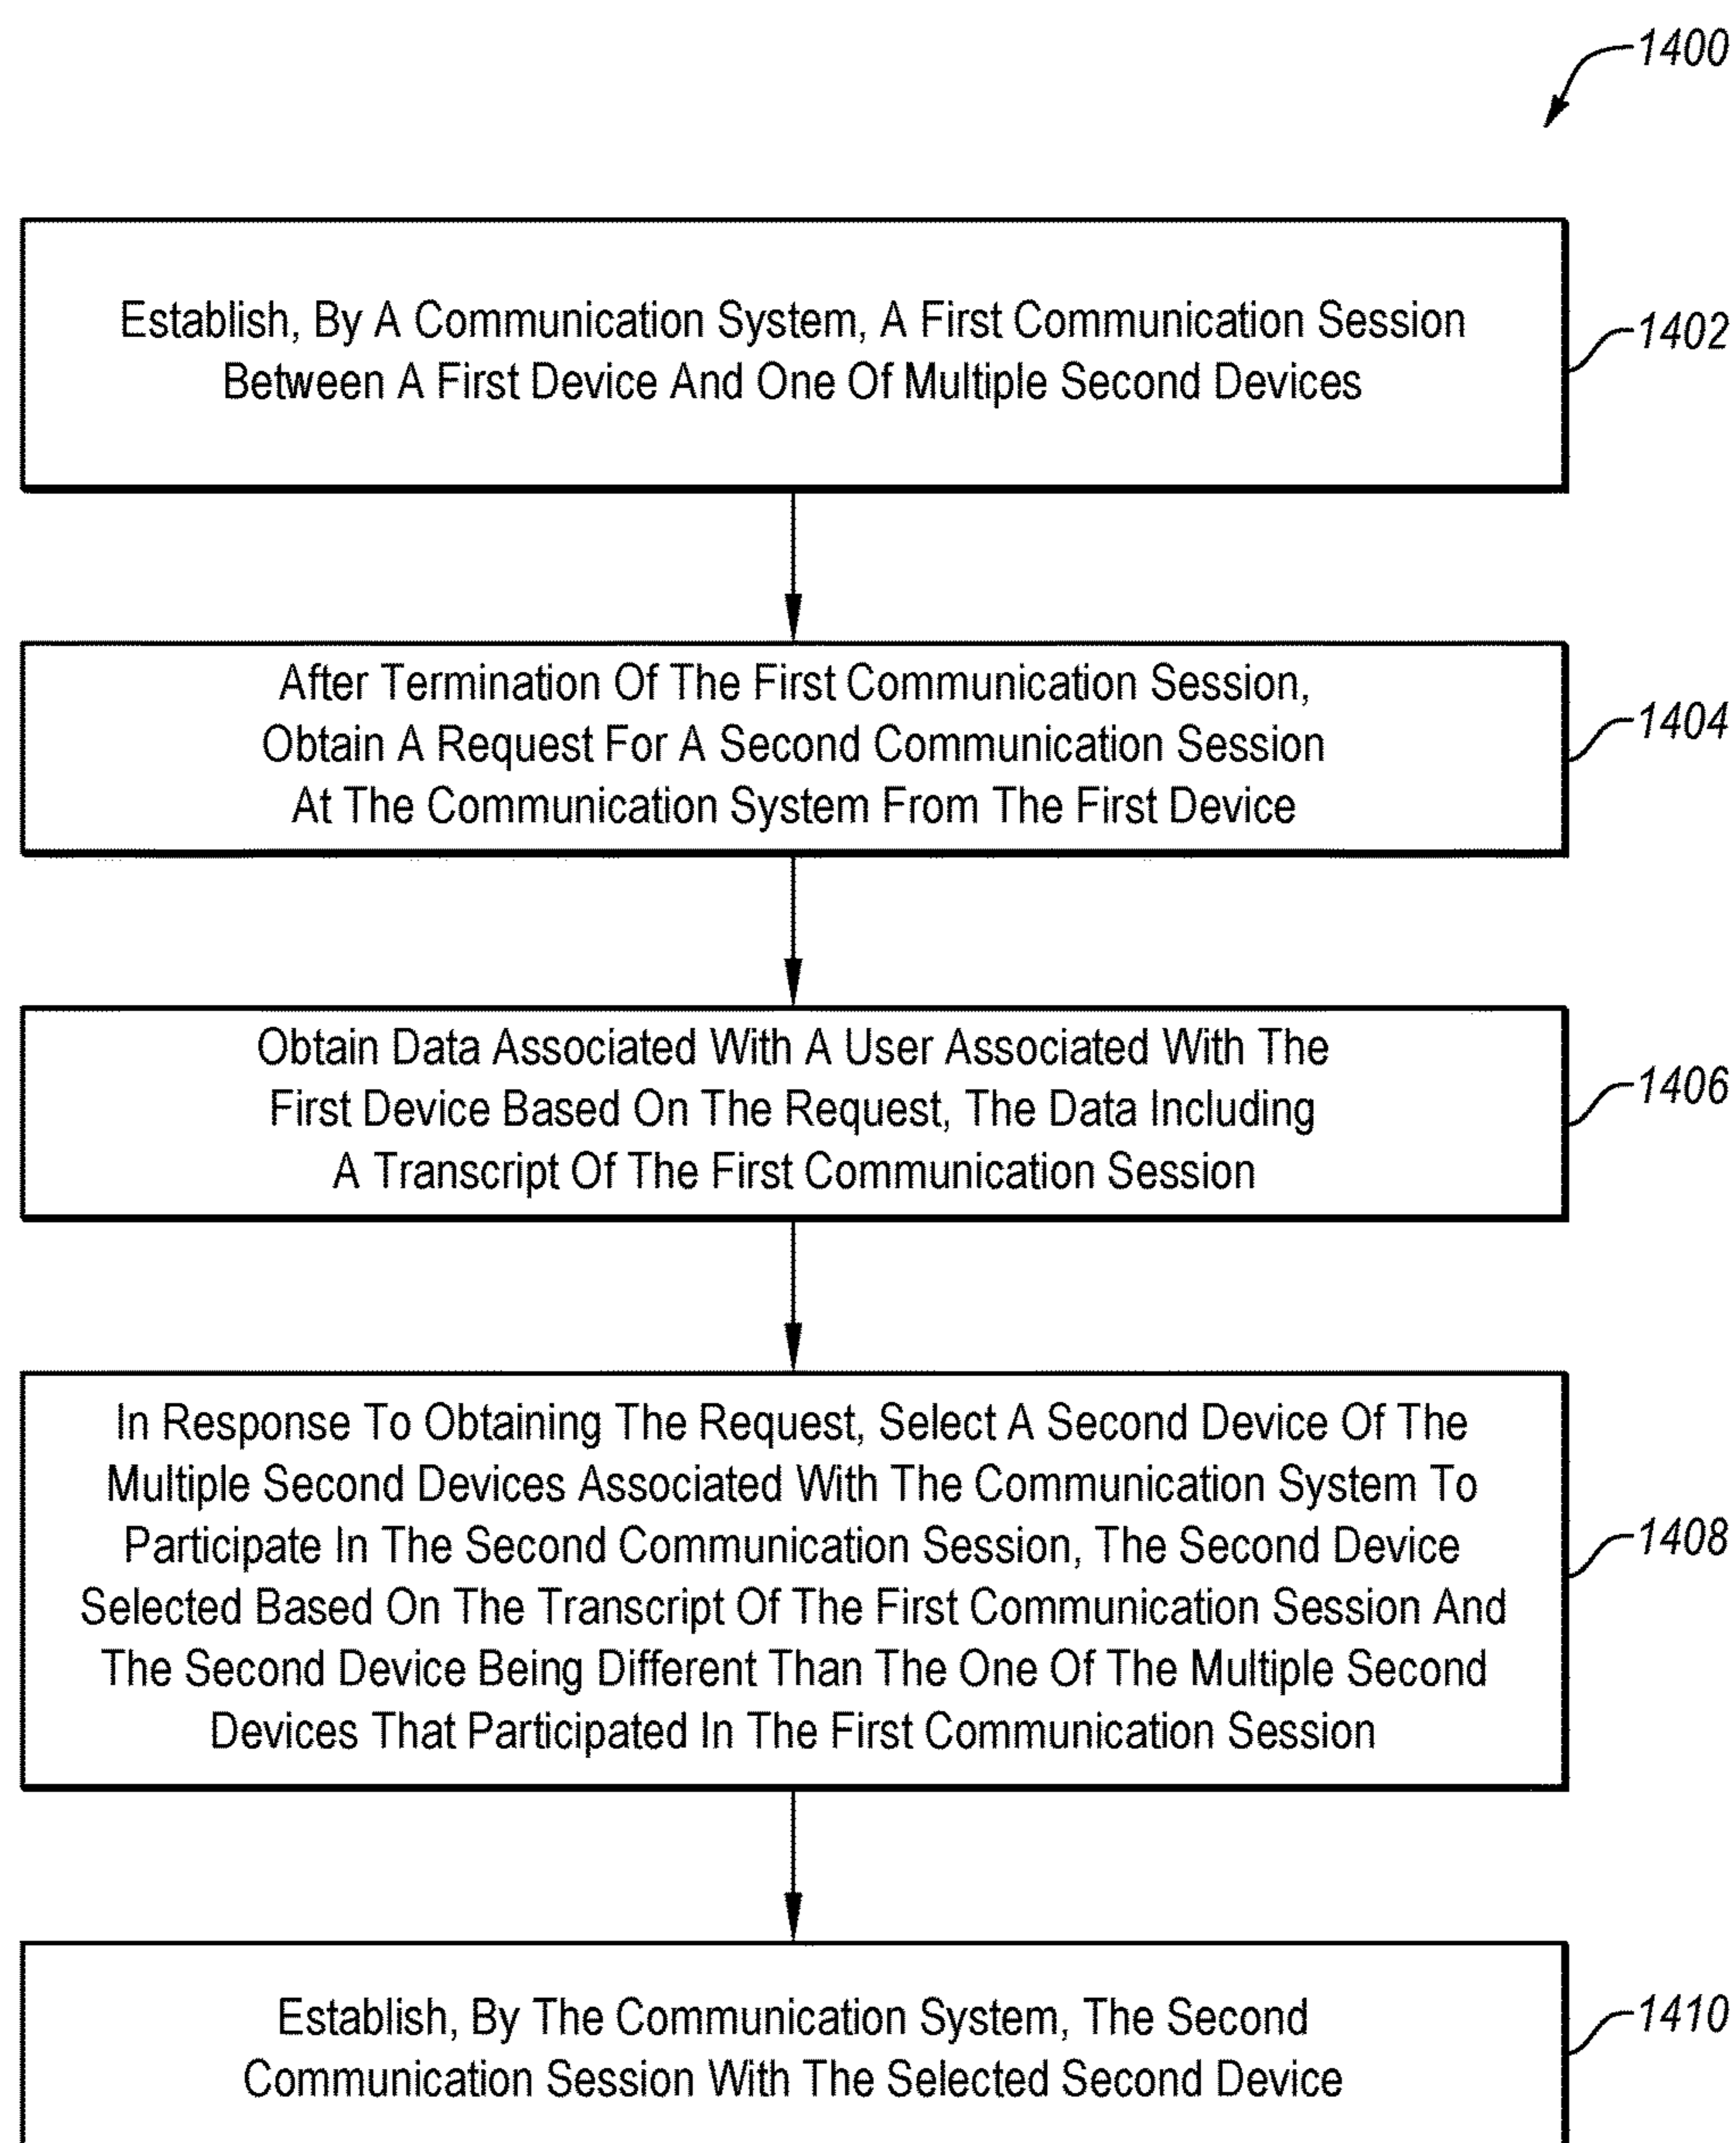 1400
Establish, By A Communication System, A First Communication Session
Between A First Device And One Of Multiple Second Devices
1402
After Termination Of The First Communication Session,
Obtain A Request For A Second Communication Session
At The Communication System From The First Device
1404
Obtain Data Associated With A User Associated With The
First Device Based On The Request, The Data Including
A Transcript Of The First Communication Session
1406
In Response To Obtaining The Request, Select A Second Device Of The
Multiple Second Devices Associated With The Communication System To
Participate In The Second Communication Session, The Second Device
Selected Based On The Transcript Of The First Communication Session And
The Second Device Being Different Than The One Of The Multiple Second
Devices That Participated In The First Communication Session
1408
Establish, By The Communication System, The Second
Communication Session With The Selected Second Device
1410